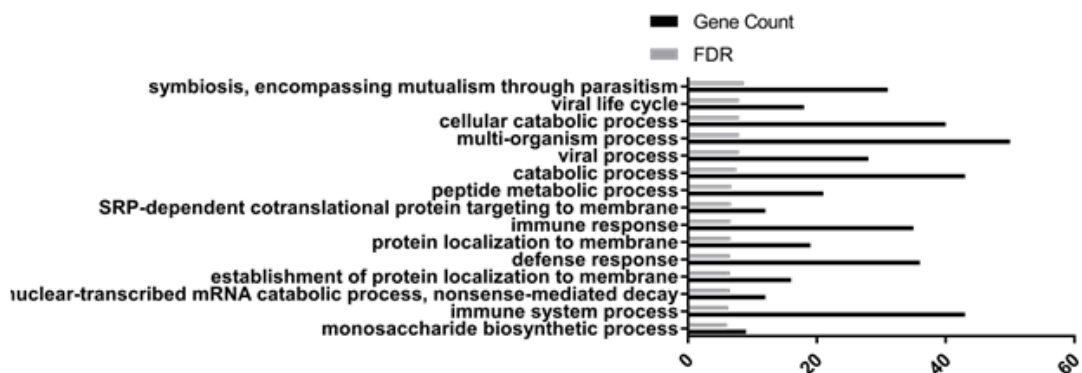 Gene Count
FDR
symbiosis, encompassing mutualism through parasitism
viral life cycle
cellular catabolic process
multi-organism process
viral process
catabolic process
peptide metabolic process
SRP-dependent cotranslational protein targeting to membrane
immune response
protein localization to membrane
defense response
establishment of protein localization to membrane
nuclear-transcribed mRNA catabolic process, nonsense-mediated decay
immune system process
monosaccharide biosynthetic process
0 20 40 60